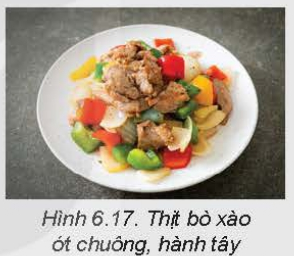 Hình 6.17. Thịt bò xào
ớt chuông, hành tây